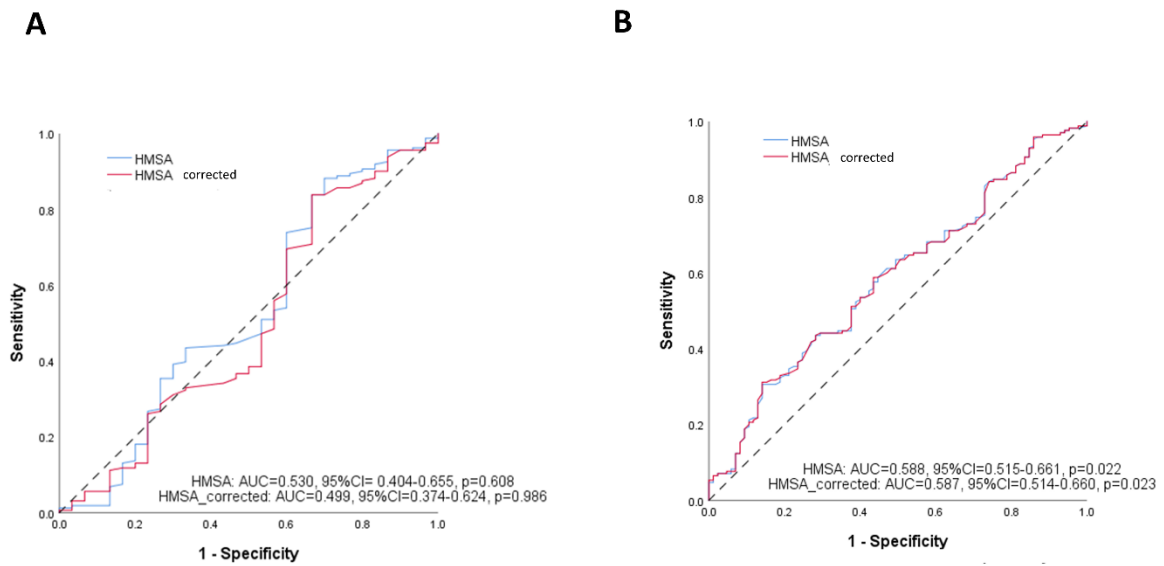 A
B
1.0
0.8
0.6
0.4
0.2
0.0
Sensitivity
HMSA
HMSA corrected
HMSA: AUC=0.530, 95%CI= 0.404-0.655, p=0.608
HMSA_corrected: AUC=0.499, 95%CI=0.374-0.624, p=0.986
0.0 0.2 0.4 0.6 0.8 1.0
1 - Specificity
1.0
0.8
0.6
0.4
0.2
0.0
Sensitivity
HMSA
HMSA corrected
HMSA: AUC=0.588, 95%CI=0.515-0.661, p=0.022
HMSA_corrected: AUC=0.587, 95%CI=0.514-0.660, p=0.023
0.0 0.2 0.4 0.6 0.8 1.0
1 - Specificity